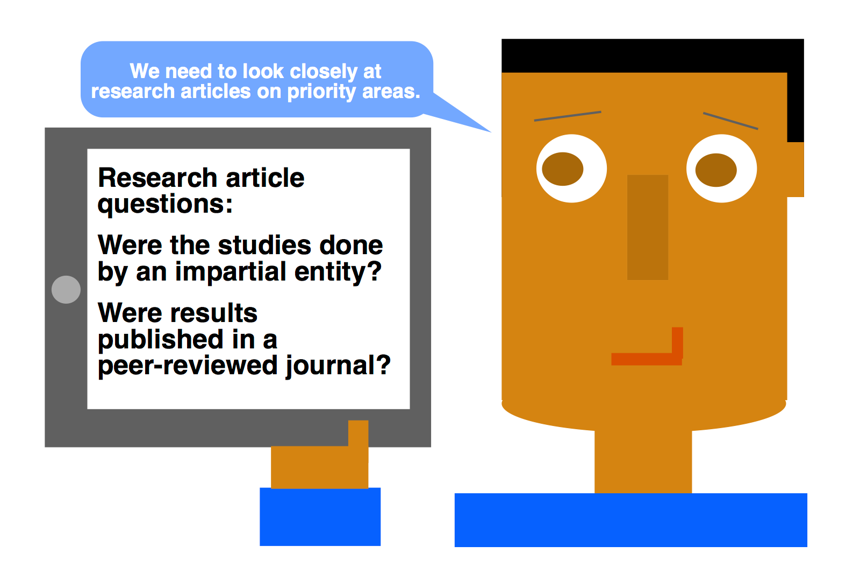 We need to look closely at
research articles on priority areas.
Research article
questions:
Were the studies done
by an impartial entity?
Were results
published in a
peer-reviewed journal?